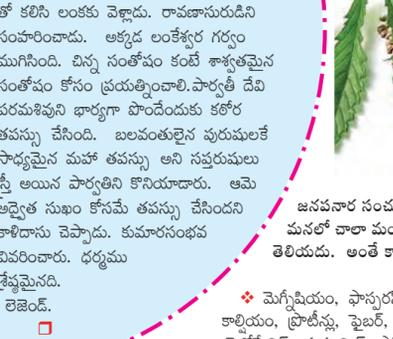 తో కలిసి లంకకు వెళ్లాడు. రావణాసురుడిని
సంహరించాడు. అక్కడ లంకేశ్వర గర్వం
ముగిసింది. చిన్న సంతోషం కంటే శాశ్వతమైన
సంతోషం కోసం ప్రయత్నించాలి.పార్వతీ దేవి
పరమశివుని భార్యగా పొందేందుకు కఠోర
తపస్సు చేసింది. బలవంతులైన పురుషులకే
సాధ్యమైన మహా తపస్సు అని సప్తరుషులు
స్త్రీ అయిన పార్వతిని కొనియాడారు. ఆమె
అద్వైత సుఖం కోసమే తపస్సు చేసిందని
కాళిదాసు చెప్పాడు. కుమారసంభవ
వివరించారు. ధర్మము
శ్రేష్ఠమైనది.
లెజెండ్.
జనపనార
మనలో చాలా
తెలియదు. అంతే
❖ మెగ్నీషియం,
కాల్షియం, ప్రొటీన్లు, ఫైబర్,